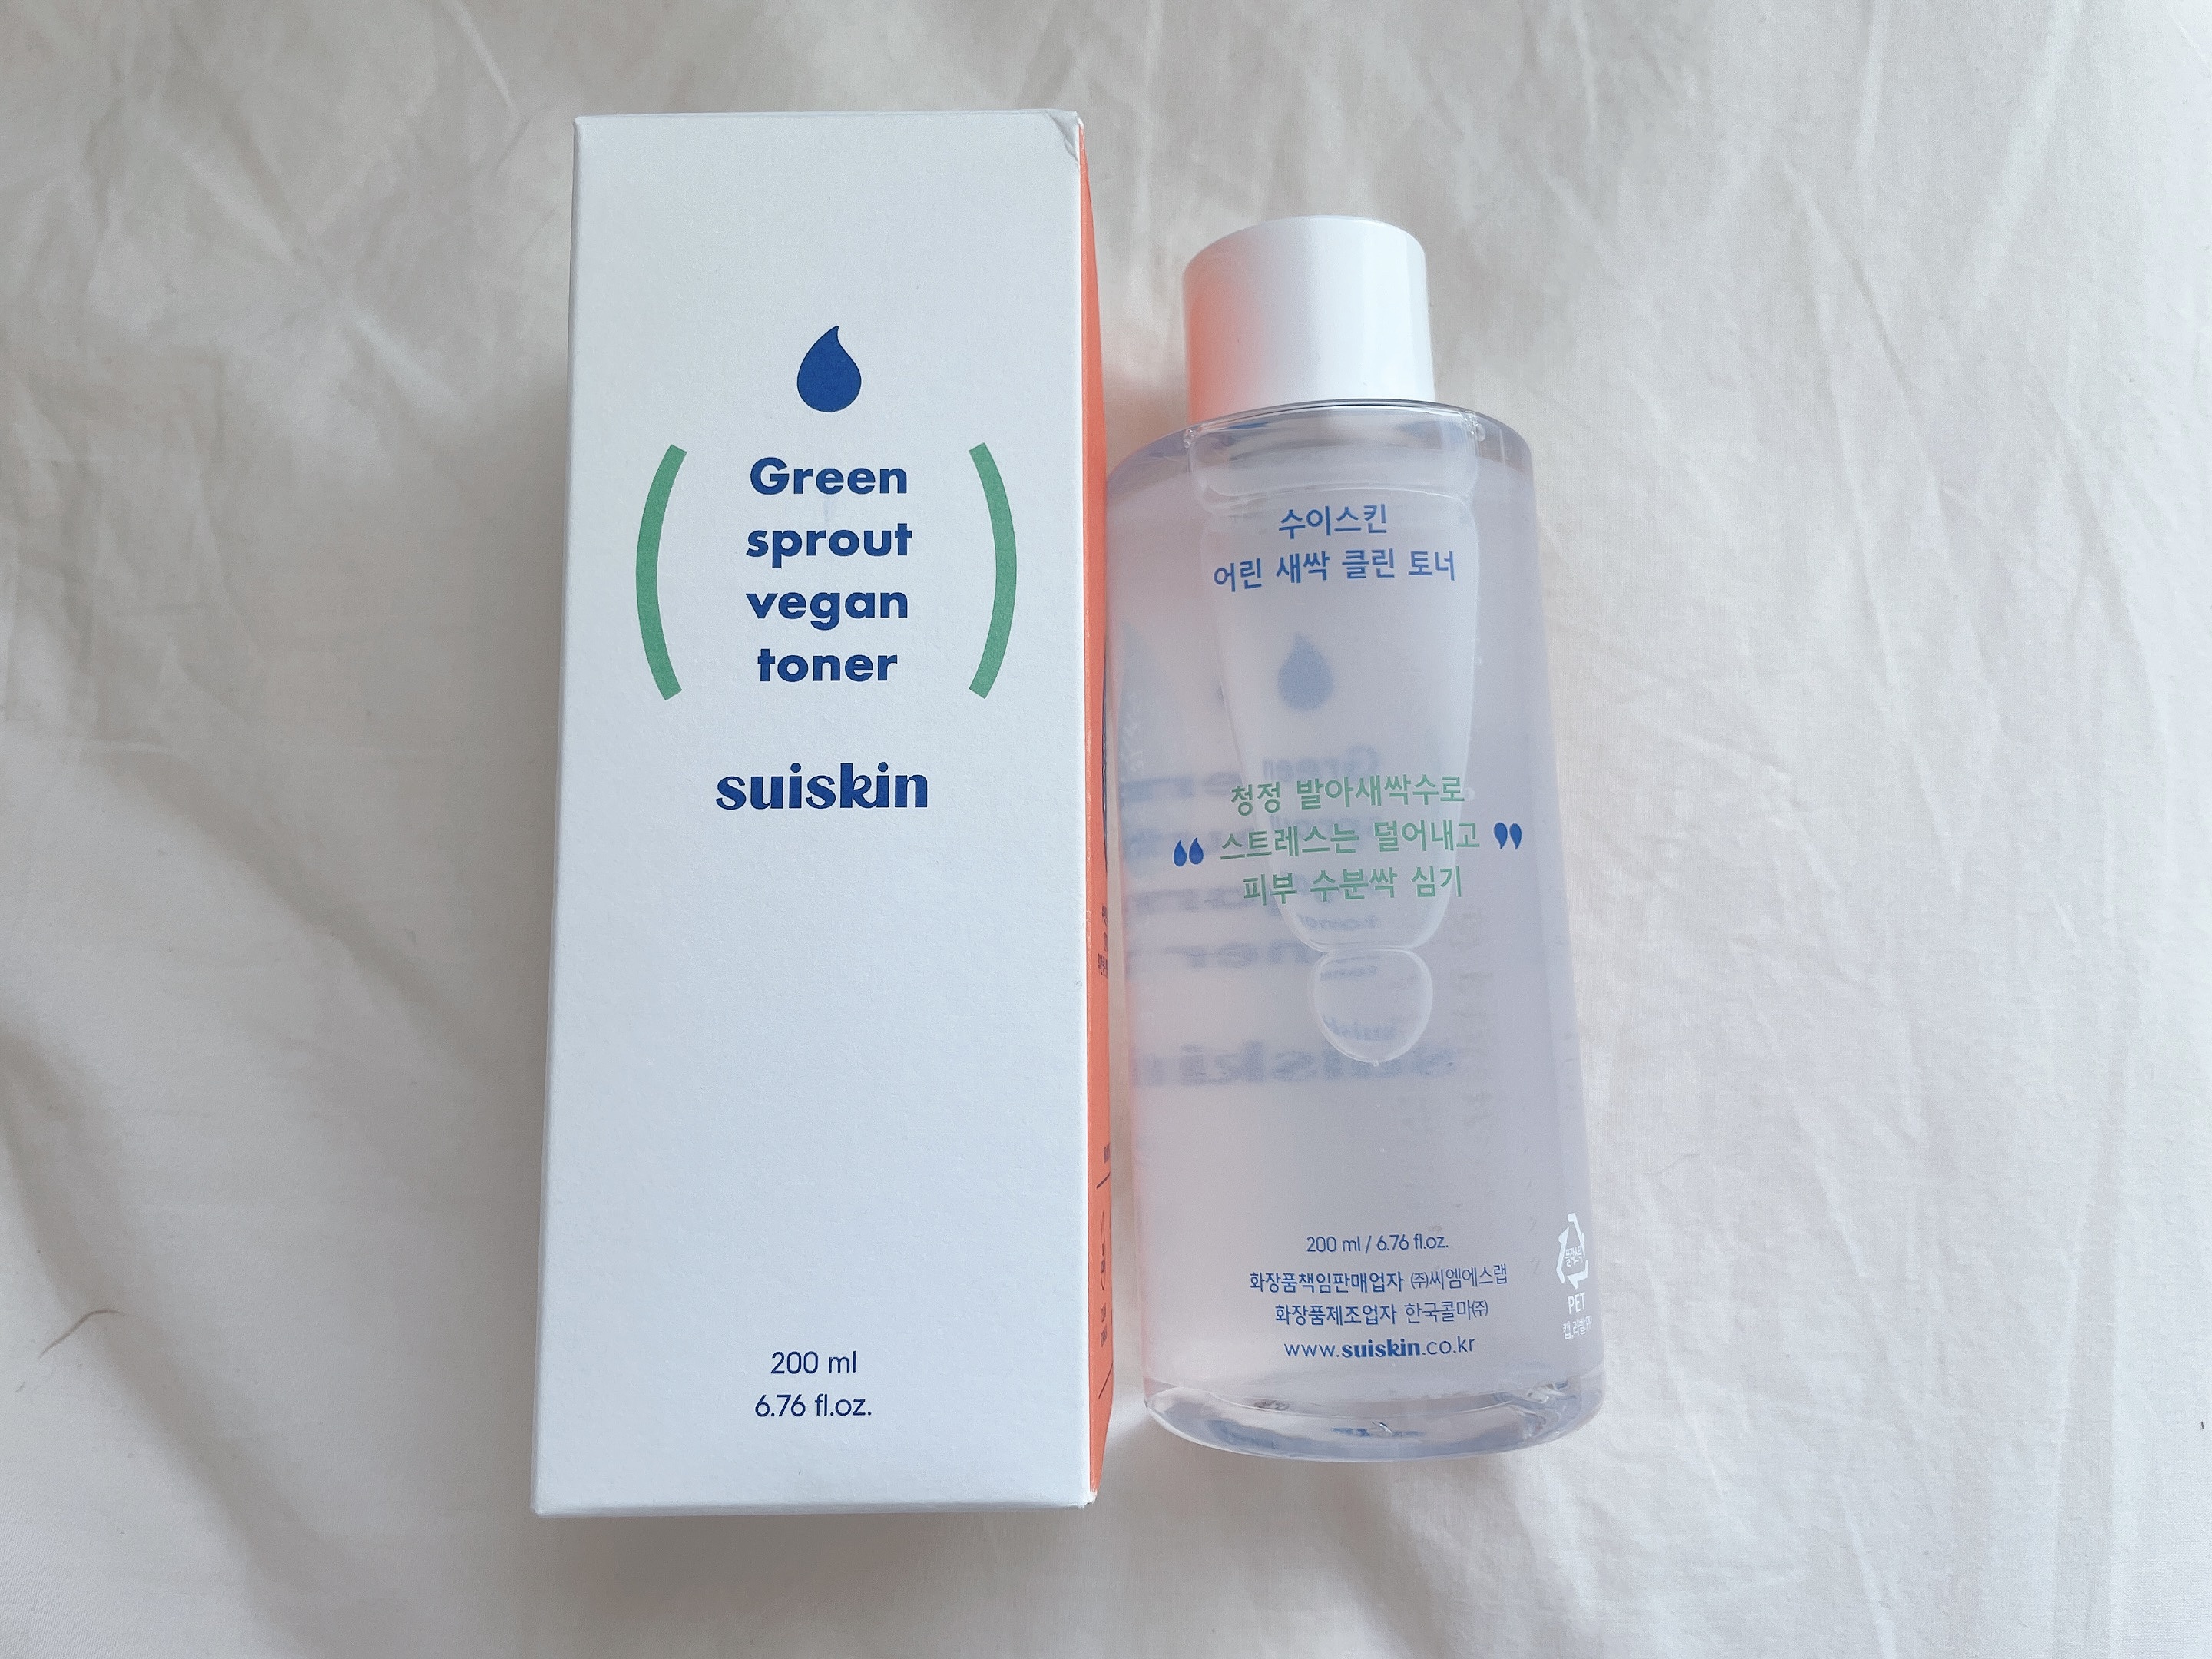 Green
sprout
vegan
toner
suiskin
200 ml
6.76 fl.oz.
수이스킨
어린 새싹 클린 토너
청정 발아새싹수로
“ 스트레스는 덜어내고 ”
피부 수분싹 심기
200 ml / 6.76 fl.oz.
화장품책임판매업자 ㈜씨엠에스랩
화장품제조업자 한국콜마㈜
www.suiskin.co.kr
플라스틱
PET